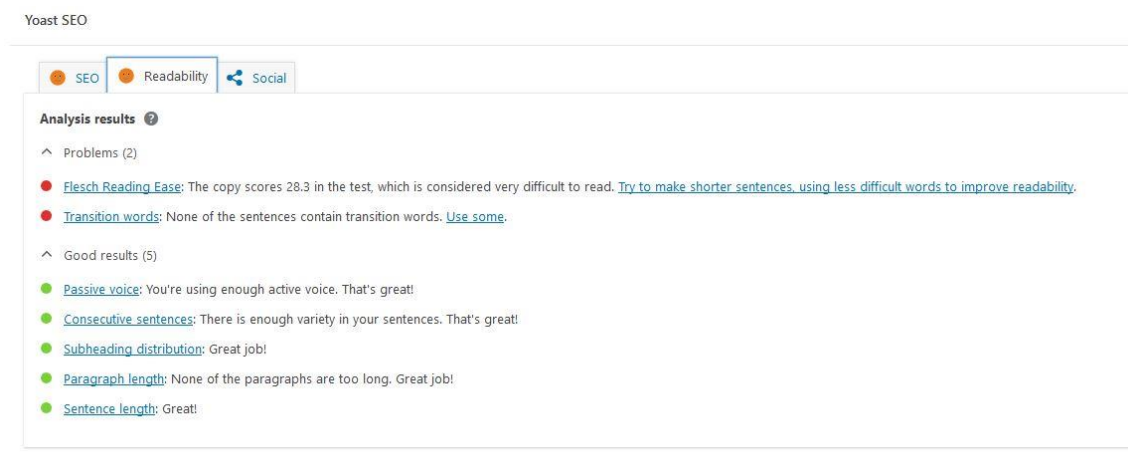 Yoast SEO
SEO Readability Social
Analysis results ?
Problems (2)
Flesch Reading Ease: The copy scores 28.3 in the test, which is considered very difficult to read. Try to make shorter sentences, using less difficult words to improve readability.
Transition words: None of the sentences contain transition words. Use some.
Good results (5)
Passive voice: You're using enough active voice. That's great!
Consecutive sentences: There is enough variety in your sentences. That's great!
Subheading distribution: Great job!
Paragraph length: None of the paragraphs are too long. Great job!
Sentence length: Great!